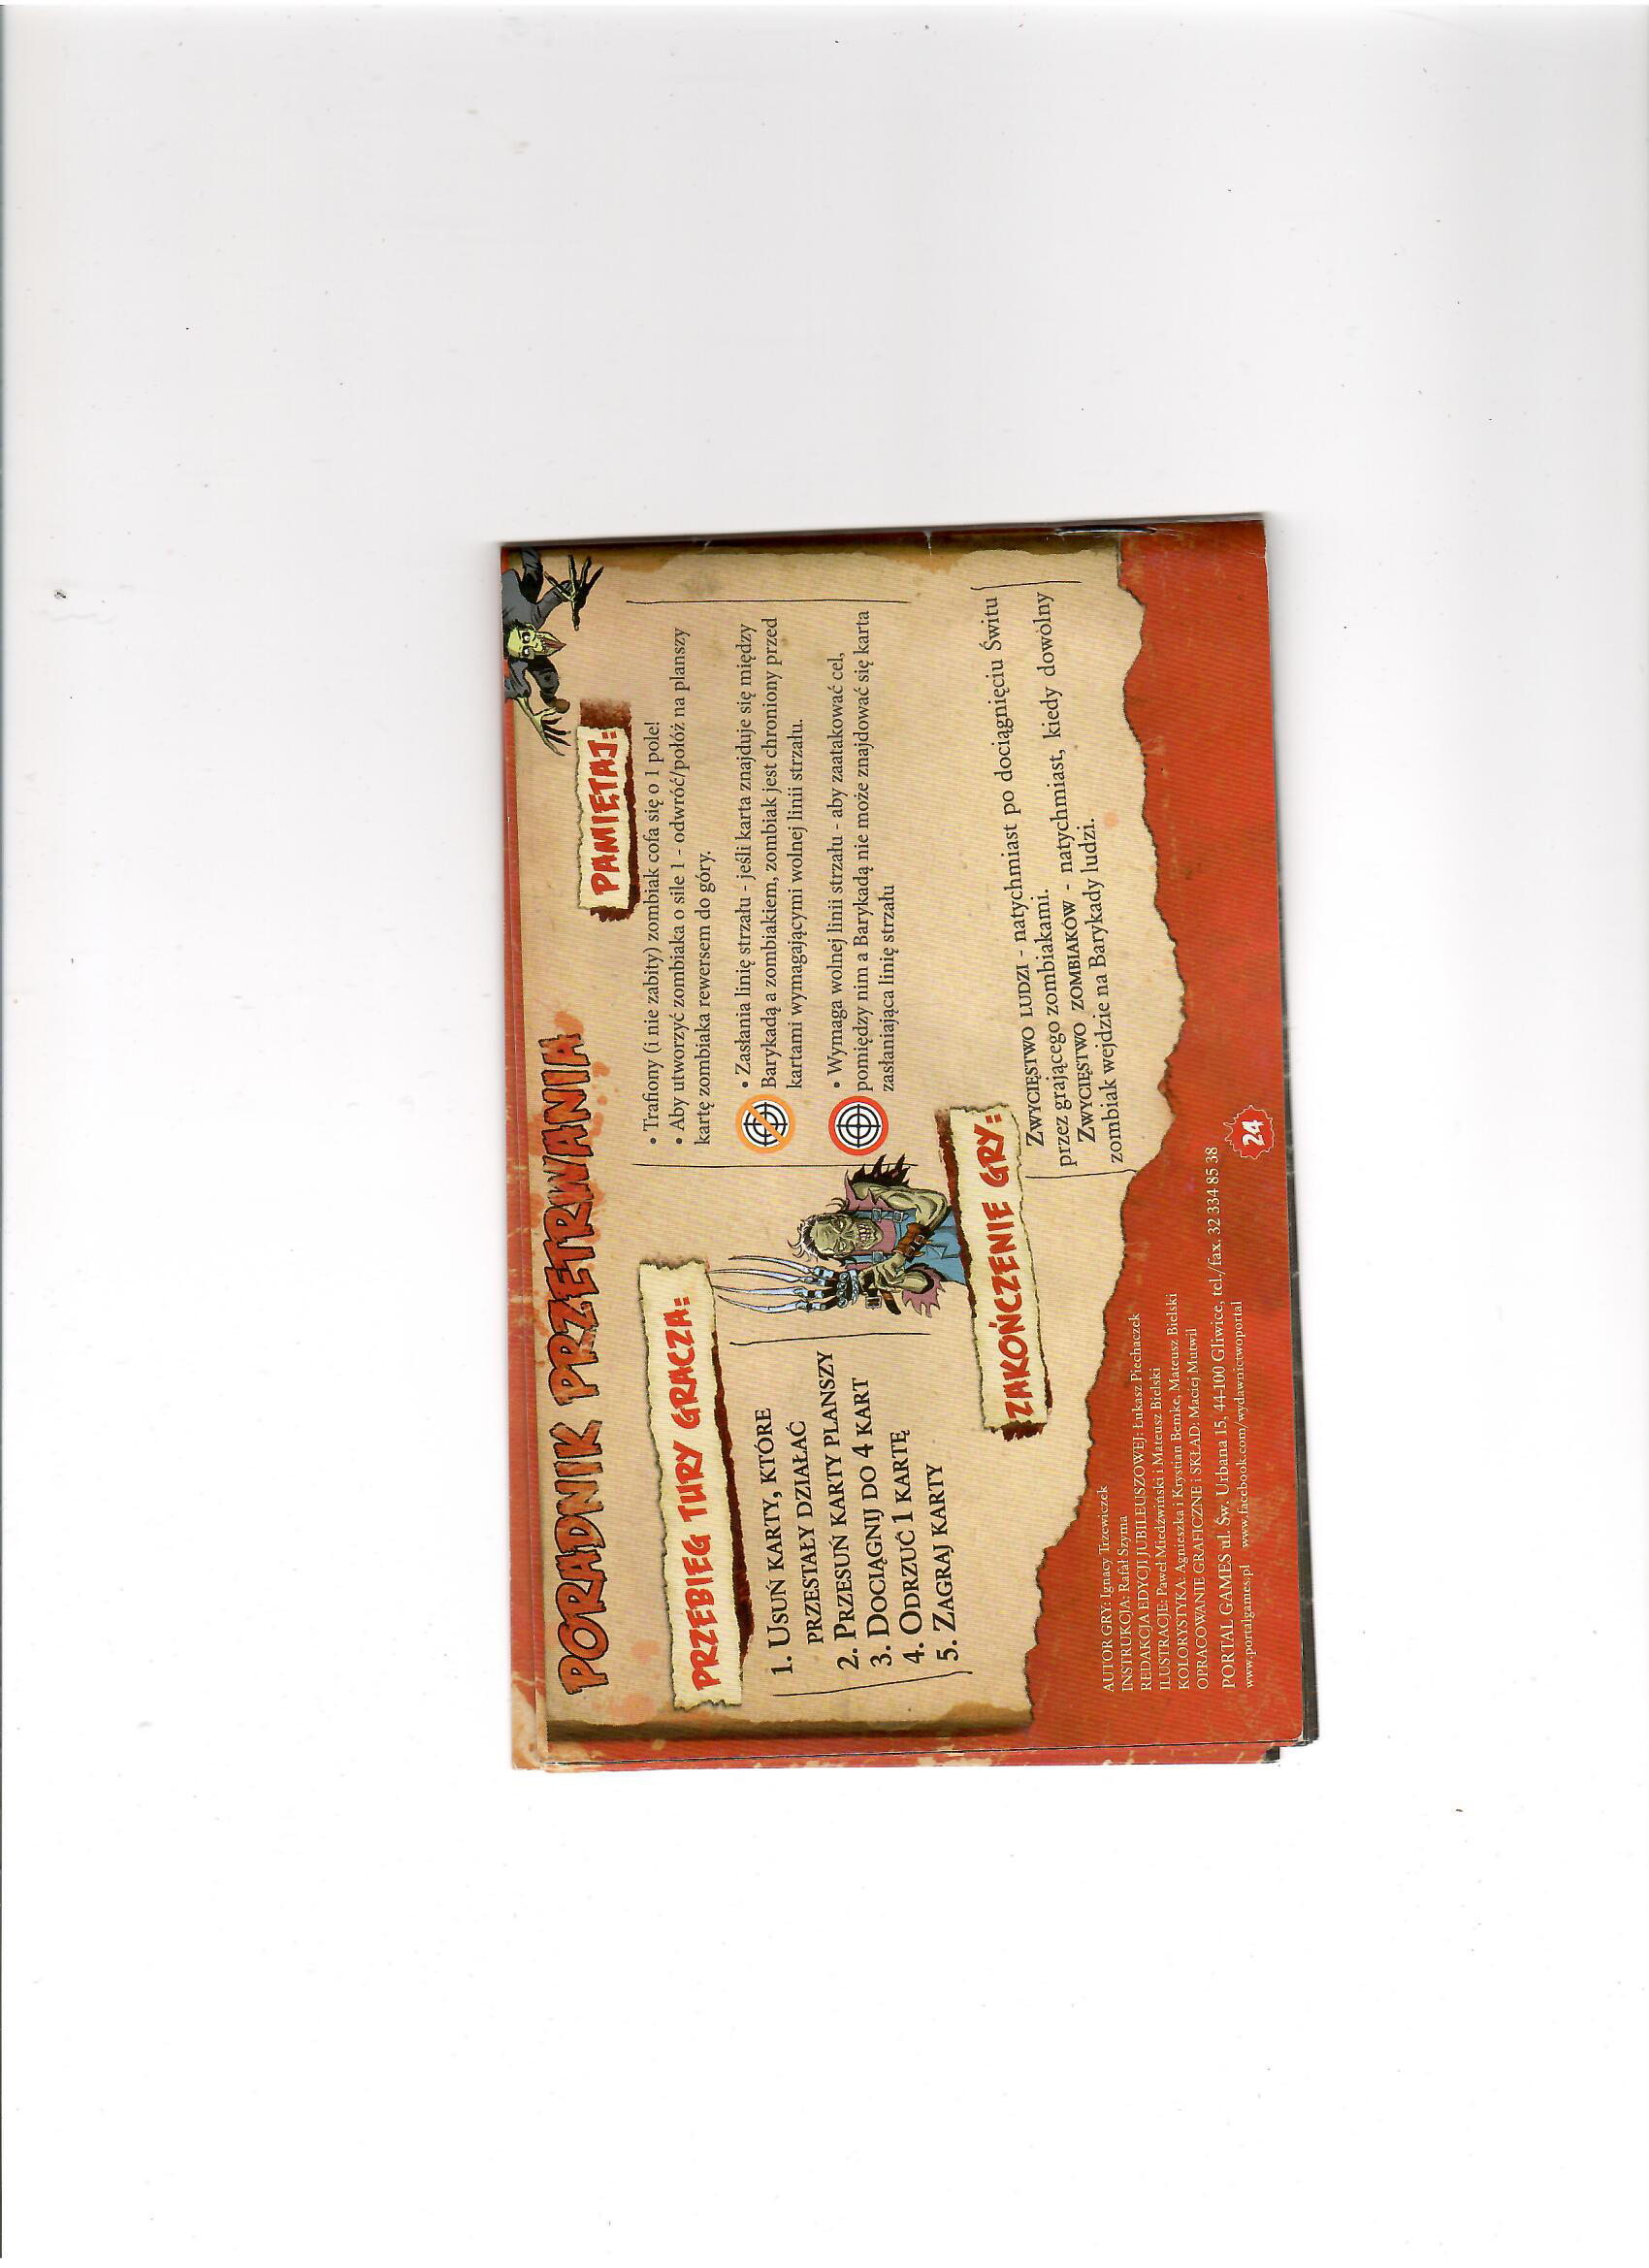 PORADNIK PRZETRWANIA
PRZEBIEG TURY GRACZA:
1. USUŃ KARTY, KTÓRE
PRZESTAŁY DZIAŁAĆ
2. PRZESUŃ KARTY PLANSZY
3. DOCIĄGNIJ DO 4 KART
4. ODRZUĆ 1 KARTĘ
5. ZAGRAJ KARTY
PAMIĘTAJ:
• Trafiony (i nie zabity) zombiak cofa się o 1 pole!
• Aby utworzyć zombiaka o sile 1 - odwróć/połóż na planszy
kartę zombiaka rewersem do góry.
• Zasłania linię strzału - jeśli karta znajduje się między
Barykadą a zombiakiem, zombiak jest chroniony przed
kartami wymagającymi wolnej linii strzału.
• Wymaga wolnej linii strzału - aby zaatakować cel,
pomiędzy nim a Barykadą nie może znajdować się karta
zasłaniająca linię strzału
ZAKOŃCZENIE GRY:
ZWYCIĘSTWO LUDZI - natychmiast po dociągnięciu Świtu
przez grającego zombiakami.
ZWYCIĘSTWO ZOMBIAKÓW - natychmiast, kiedy dowolny
zombiak wejdzie na Barykady ludzi.
AUTOR GRY: Ignacy Trzewiczek
INSTRUKCJA: Rafał Szyma
REDAKCJA EDYCJI JUBILEUSZOWEJ: Łukasz Piechaczek
ILUSTRACJE: Paweł Miedźwiński i Mateusz Bielski
KOLORYSTYKA: Agnieszka i Krystian Bemke, Mateusz Bielski
OPRACOWANIE GRAFICZNE i SKŁAD: Maciej Mutwil
PORTAL GAMES ul. Św. Urbana 15, 44-100 Gliwice, tel./fax. 32 334 85 38
www.portalgames.pl www.facebook.com/wydawnictwoportal
24